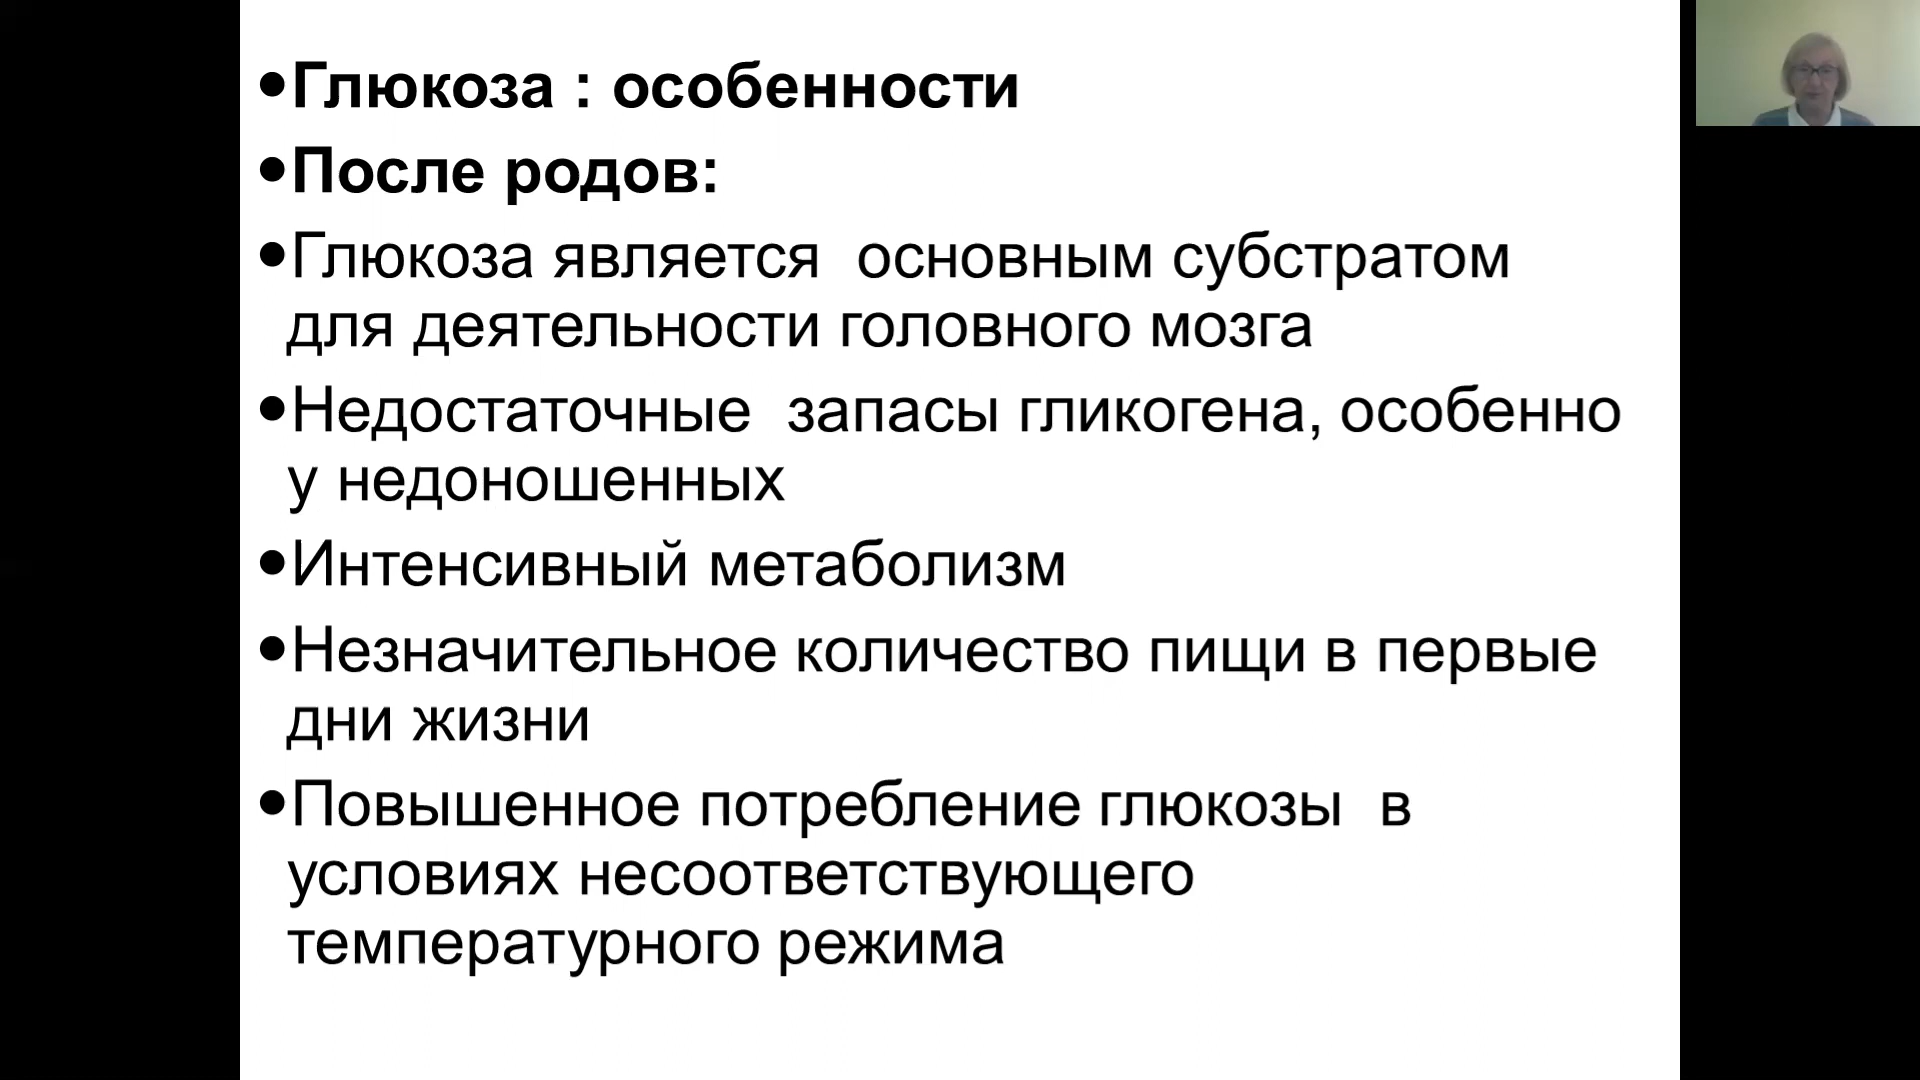 •Глюкоза : особенности
•После родов:
•Глюкоза является  основным субстратом
для деятельности головного мозга
•Недостаточные  запасы гликогена, особенно
у недоношенных
•Интенсивный метаболизм
•Незначительное количество пищи в первые
дни жизни
•Повышенное потребление глюкозы  в
условиях несоответствующего
температурного режима